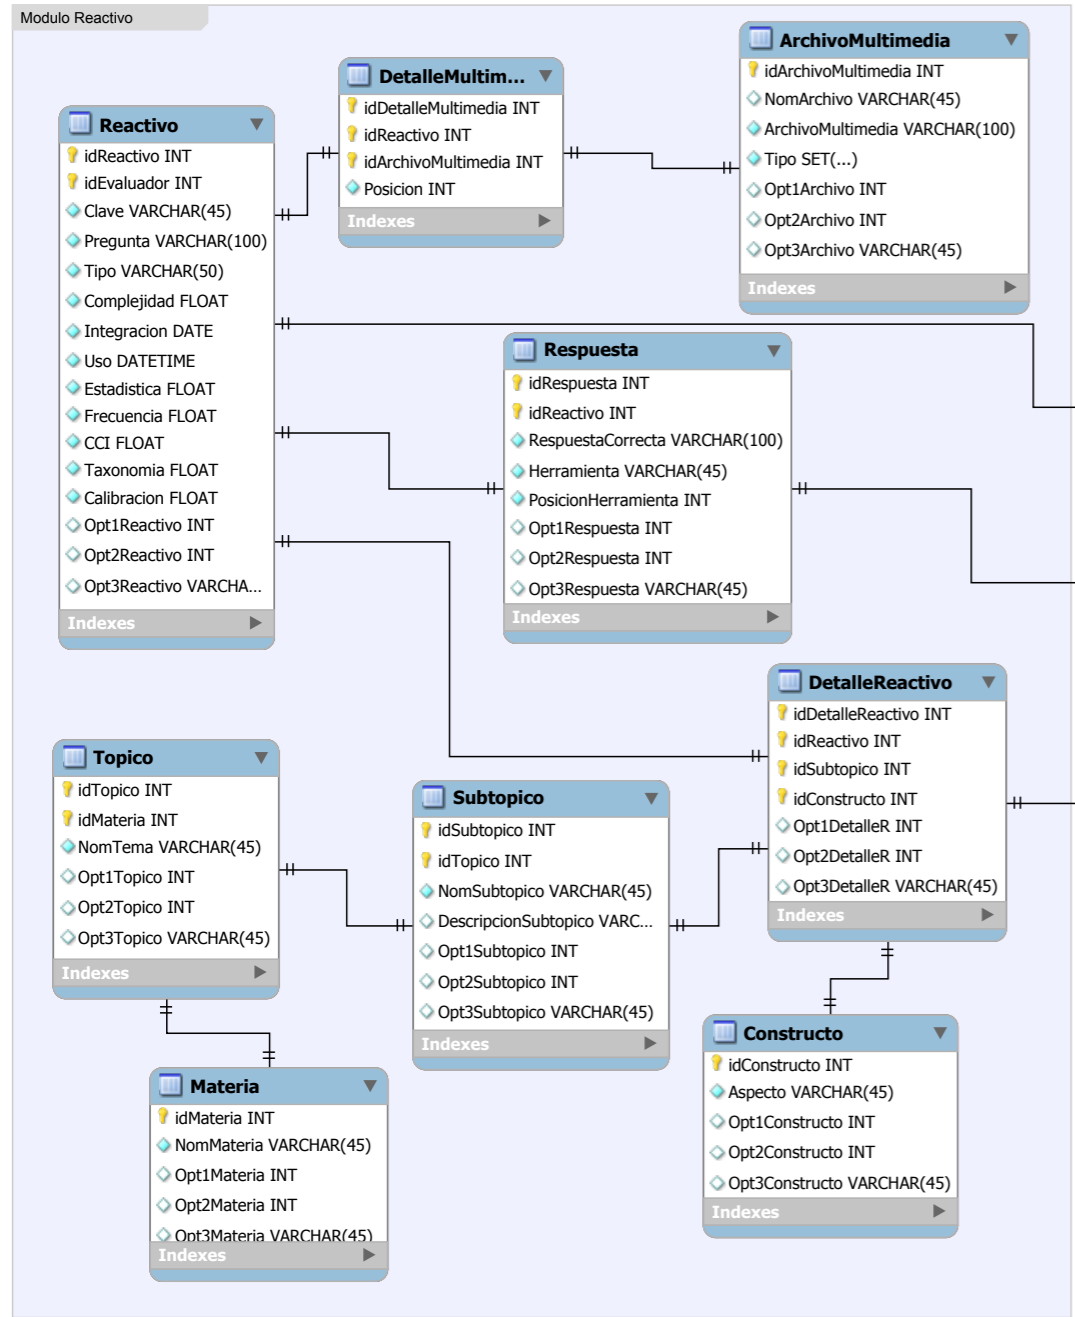 Modulo Reactivo
ArchivoMultimedia
idArchivoMultimedia INT
NomArchivo VARCHAR(45)
ArchivoMultimedia VARCHAR(100)
Tipo SET(...)
Opt1Archivo INT
Opt2Archivo INT
Opt3Archivo VARCHAR(45)
Indexes
DetalleMultim...
idDetalleMultimedia INT
idReactivo INT
idArchivoMultimedia INT
Posicion INT
Indexes
Reactivo
idReactivo INT
idEvaluador INT
Clave VARCHAR(45)
Pregunta VARCHAR(100)
Tipo VARCHAR(50)
Complejidad FLOAT
Integracion DATE
Uso DATETIME
Estadistica FLOAT
Frecuencia FLOAT
CCI FLOAT
Taxonomia FLOAT
Calibracion FLOAT
Opt1Reactivo INT
Opt2Reactivo INT
Opt3Reactivo VARCHA...
Indexes
Respuesta
idRespuesta INT
idReactivo INT
RespuestaCorrecta VARCHAR(100)
Herramienta VARCHAR(45)
PosicionHerramienta INT
Opt1Respuesta INT
Opt2Respuesta INT
Opt3Respuesta VARCHAR(45)
Indexes
DetalleReactivo
idDetalleReactivo INT
idReactivo INT
idSubtopico INT
idConstructo INT
Opt1DetalleR INT
Opt2DetalleR INT
Opt3DetalleR VARCHAR(45)
Indexes
Topico
idTopico INT
idMateria INT
NomTema VARCHAR(45)
Opt1Topico INT
Opt2Topico INT
Opt3Topico VARCHAR(45)
Indexes
Subtopico
idSubtopico INT
idTopico INT
NomSubtopico VARCHAR(45)
DescripcionSubtopico VARC...
Opt1Subtopico INT
Opt2Subtopico INT
Opt3Subtopico VARCHAR(45)
Indexes
Constructo
idConstructo INT
Aspecto VARCHAR(45)
Opt1Constructo INT
Opt2Constructo INT
Opt3Constructo VARCHAR(45)
Indexes
Materia
idMateria INT
NomMateria VARCHAR(45)
Opt1Materia INT
Opt2Materia INT
Opt3Materia VARCHAR(45)
Indexes